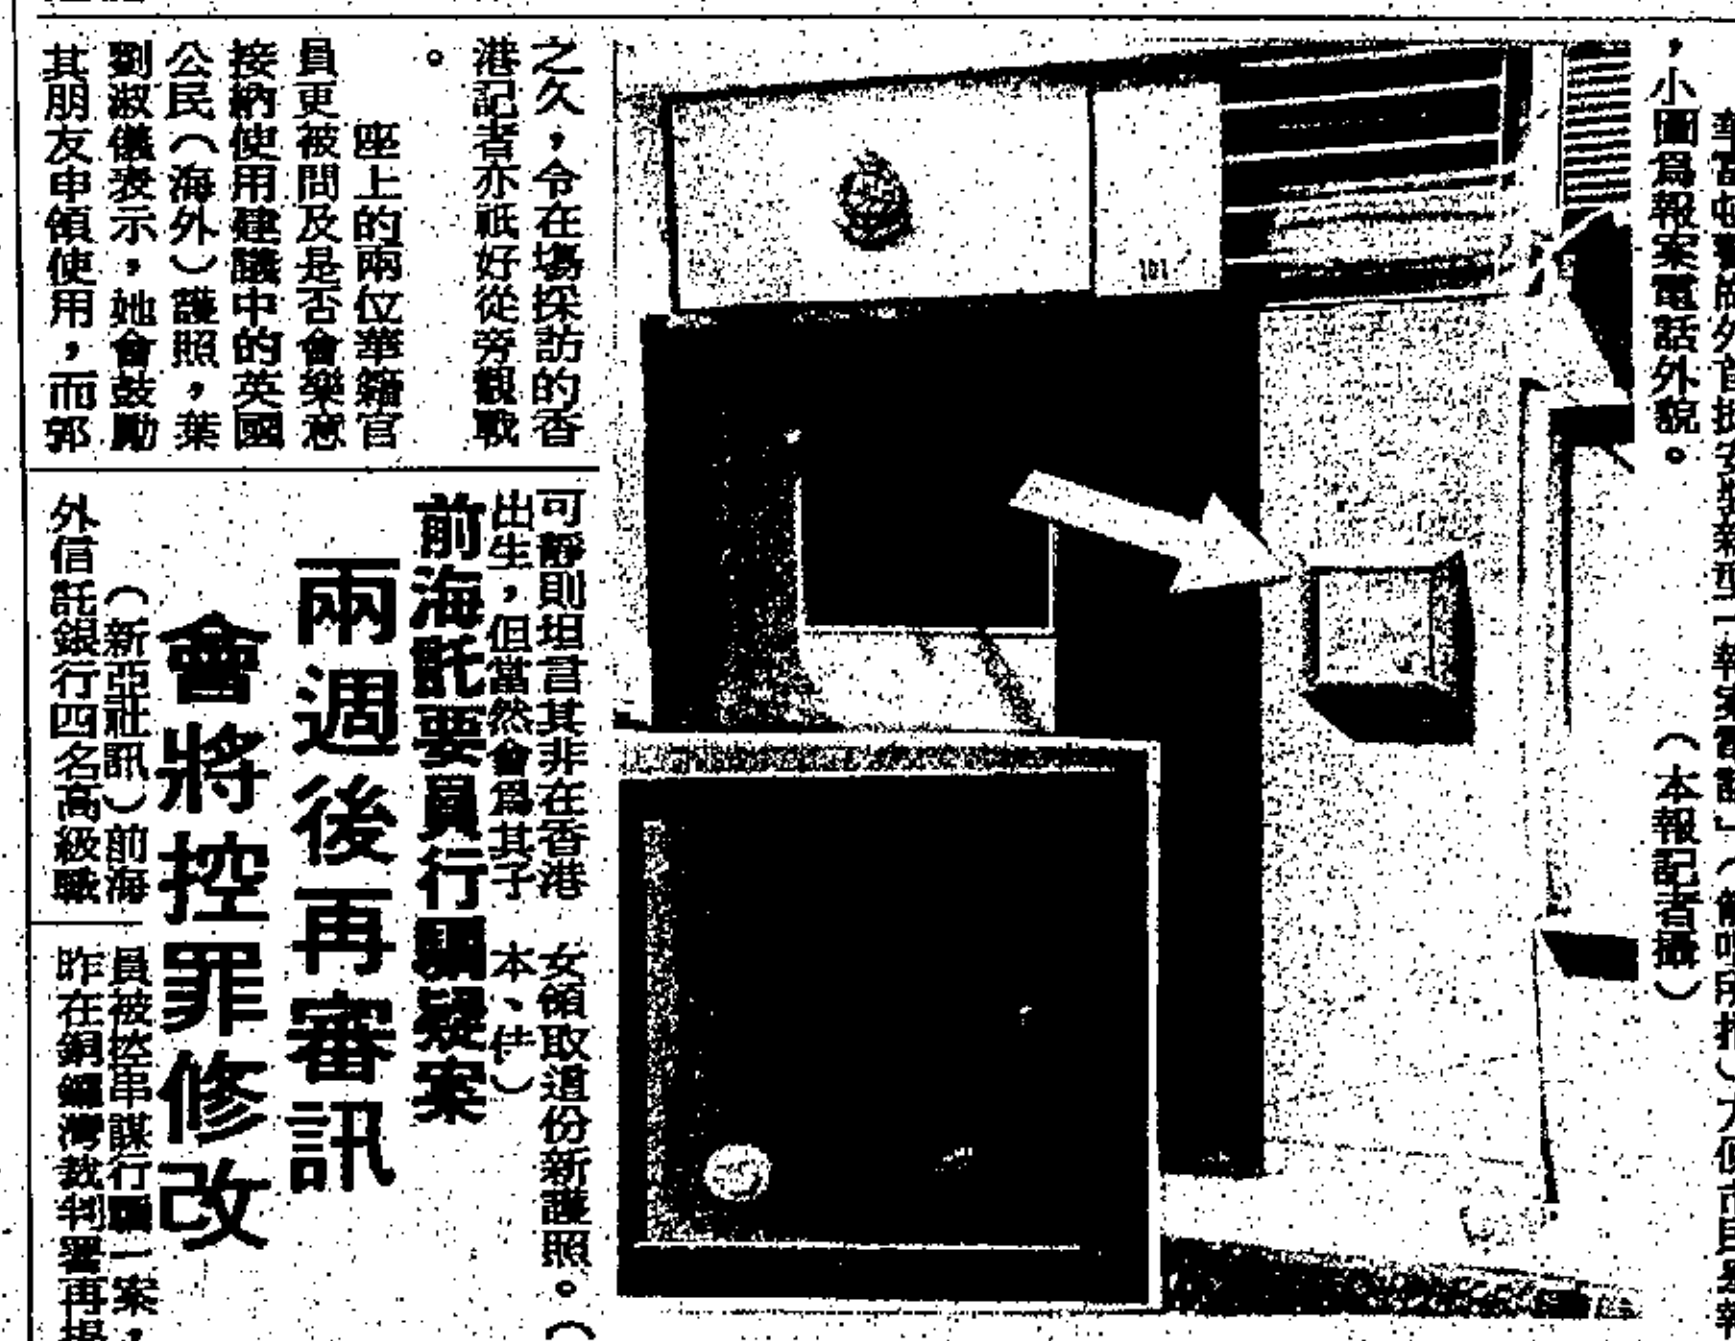 ，小圖爲報案電話外貌。　（本報記者攝）
之久，令在塲採訪的香
港記者亦祇好從旁觀戰
。
座上的兩位華籍官
員更被問及是否會樂意
接納使用建議中的英國
公民（海外）護照，葉
劉淑儀表示，她會鼓勵
其朋友申領使用，而郭
可靜則坦言其非在香港
出生，但當然會爲其子
女領取這份新護照。（
本、仕）
前海託要員行騙疑案
兩週後再審訊
會將控罪修改
（新亞社訊）前海
外信託銀行四名高級職
員被控串謀行騙一案，
昨在銅鑼灣裁判署再